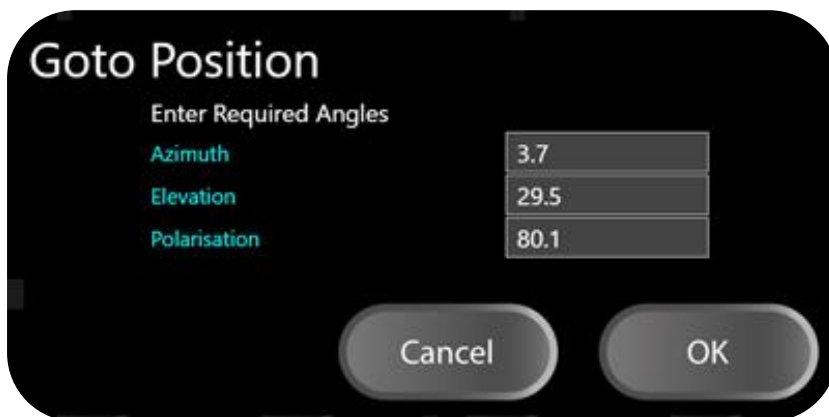 Goto Position
Enter Required Angles
Azimuth 3.7
Elevation 29.5
Polarisation 80.1
Cancel OK